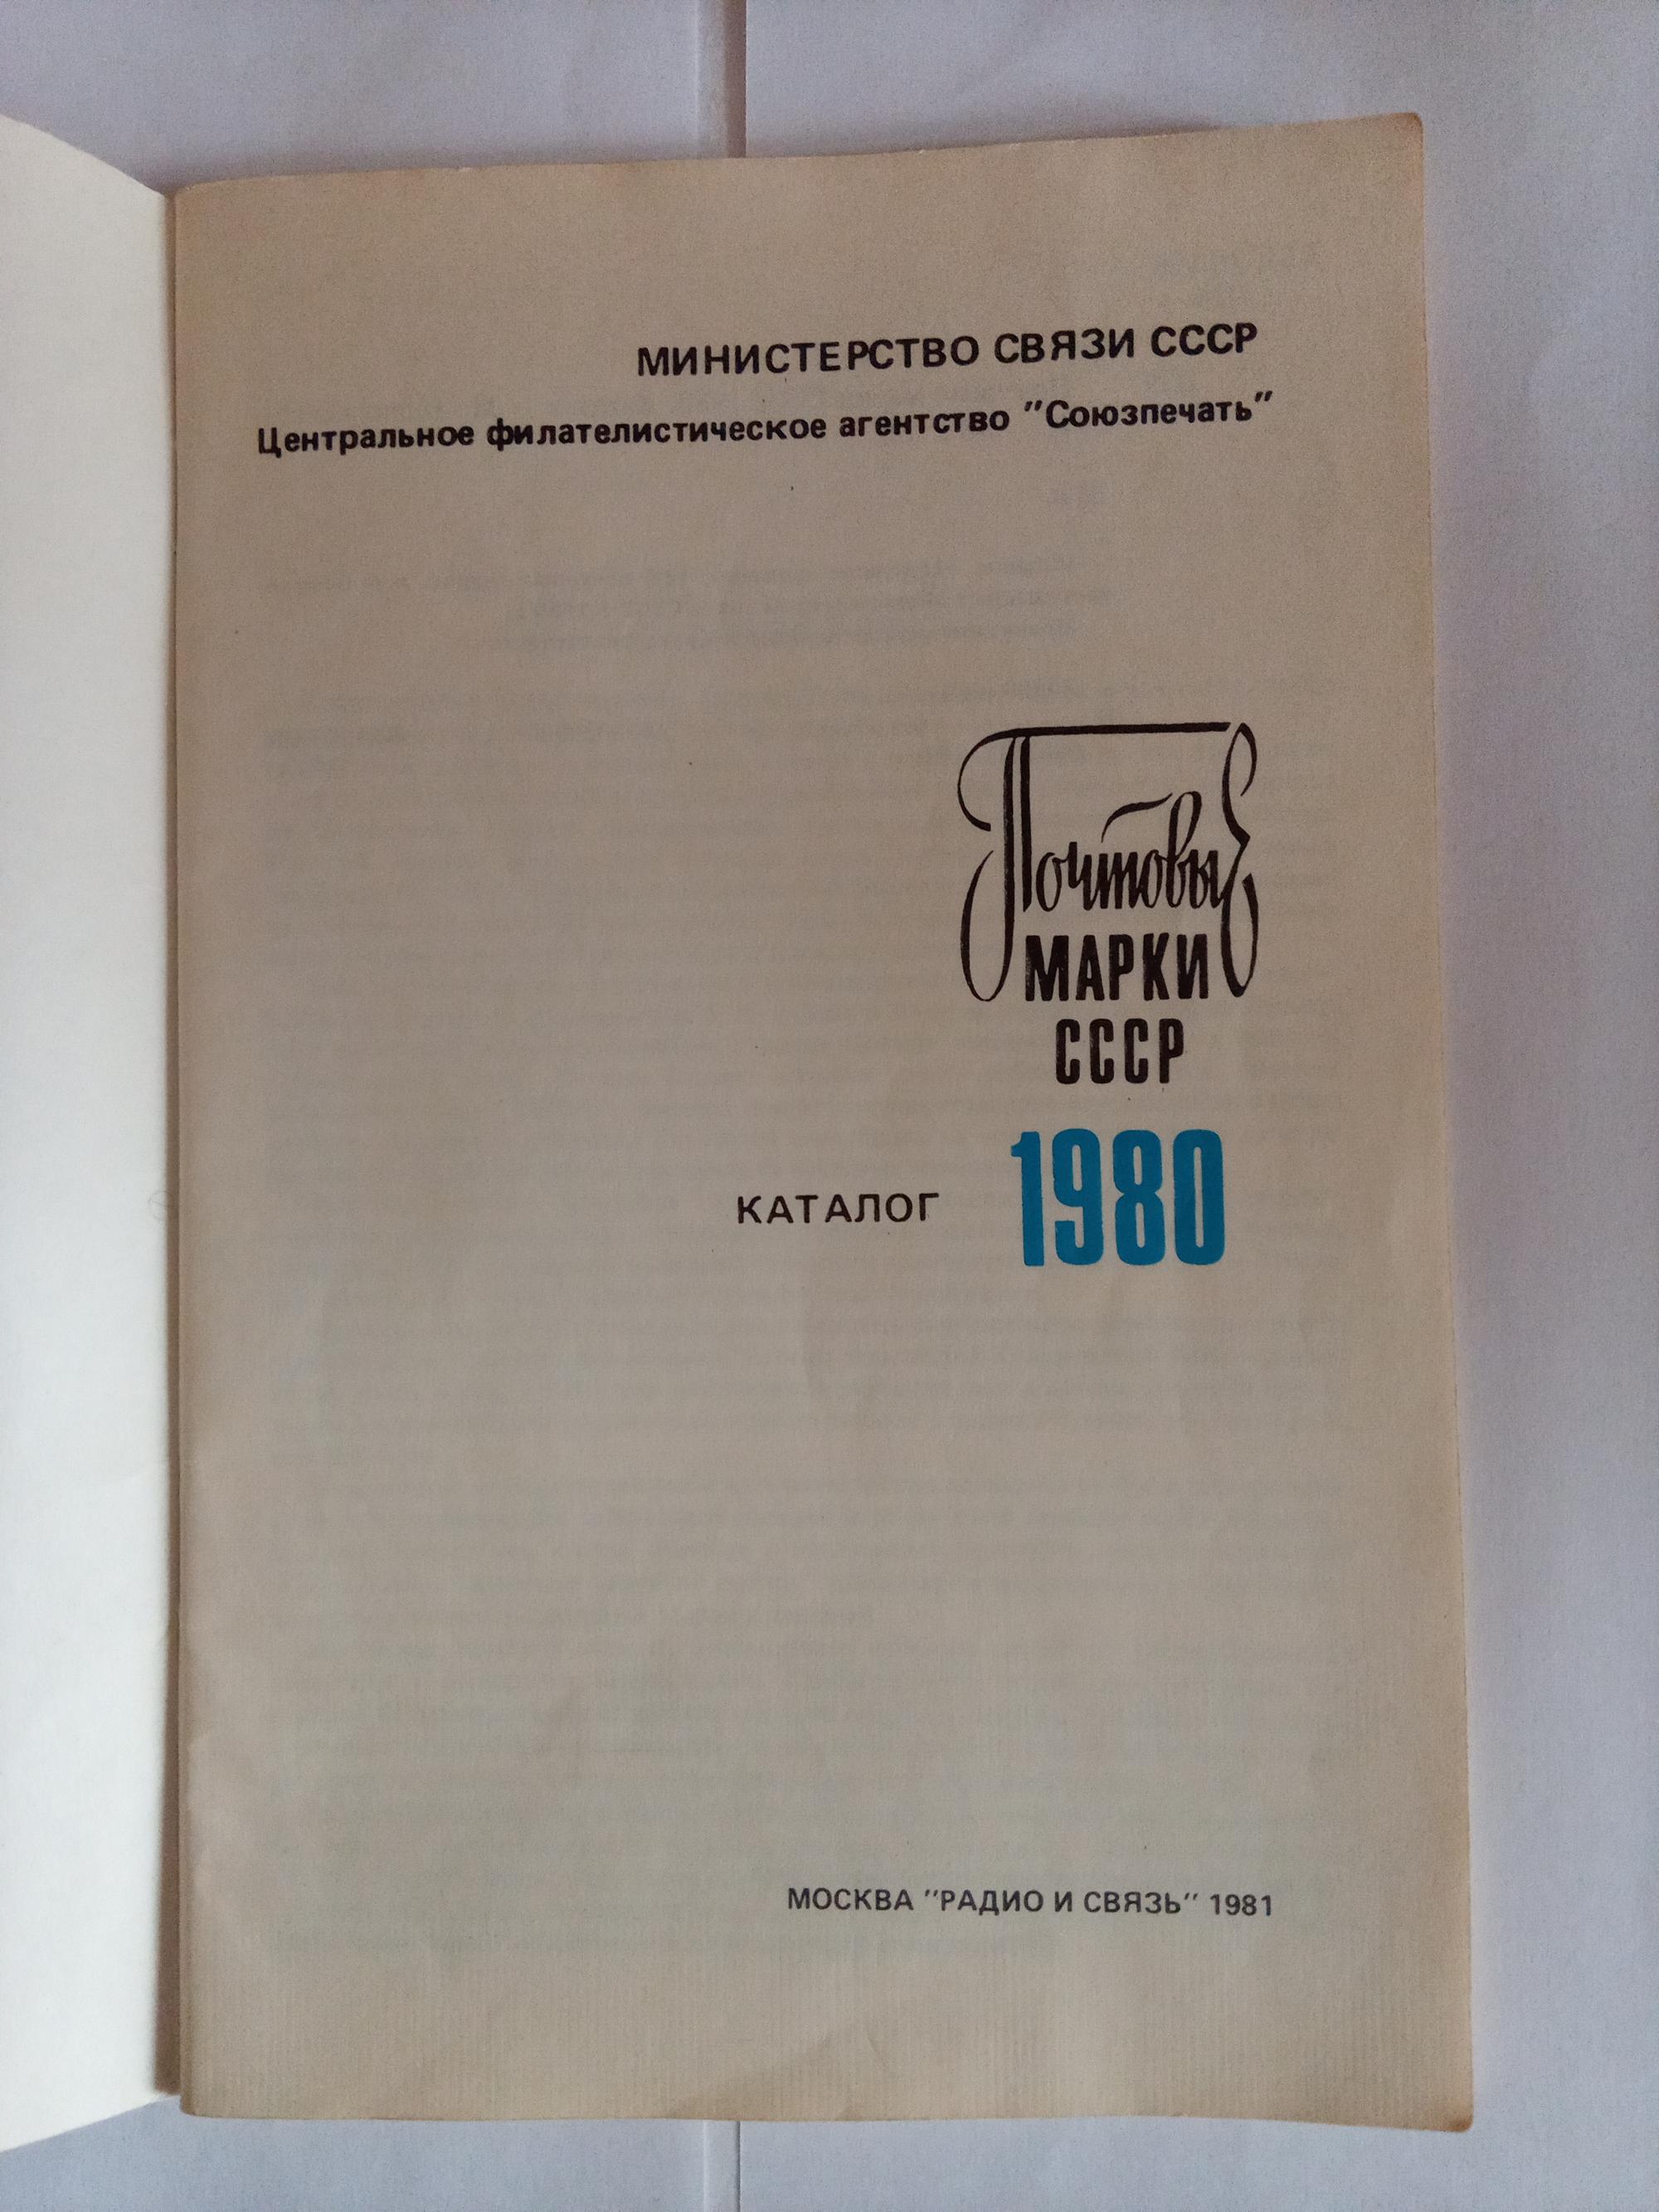 МИНИСТЕРСТВО СВЯЗИ СССР
Центральное филателистическое агентство "Союзпечать"
Почтовые
МАРКИ
СССР
КАТАЛОГ 1980
МОСКВА "РАДИО И СВЯЗЬ" 1981